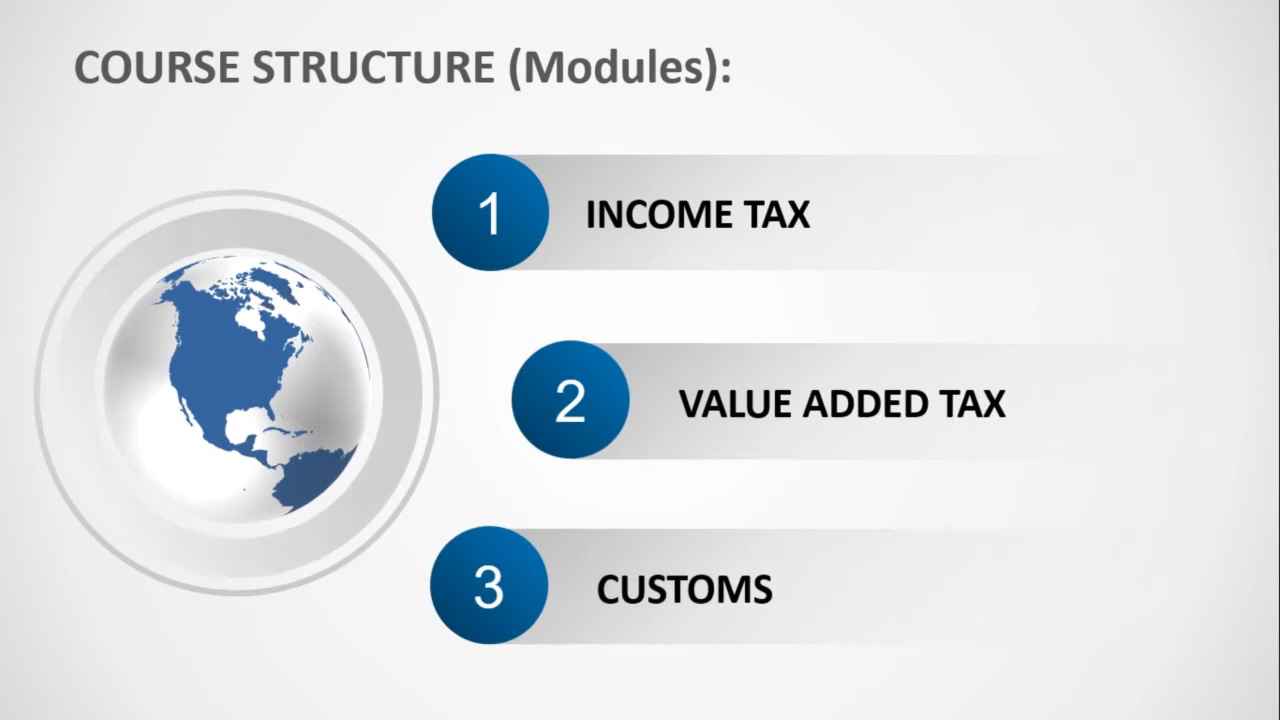 COURSE STRUCTURE (Modules):
1 INCOME TAX
2 VALUE ADDED TAX
3 CUSTOMS